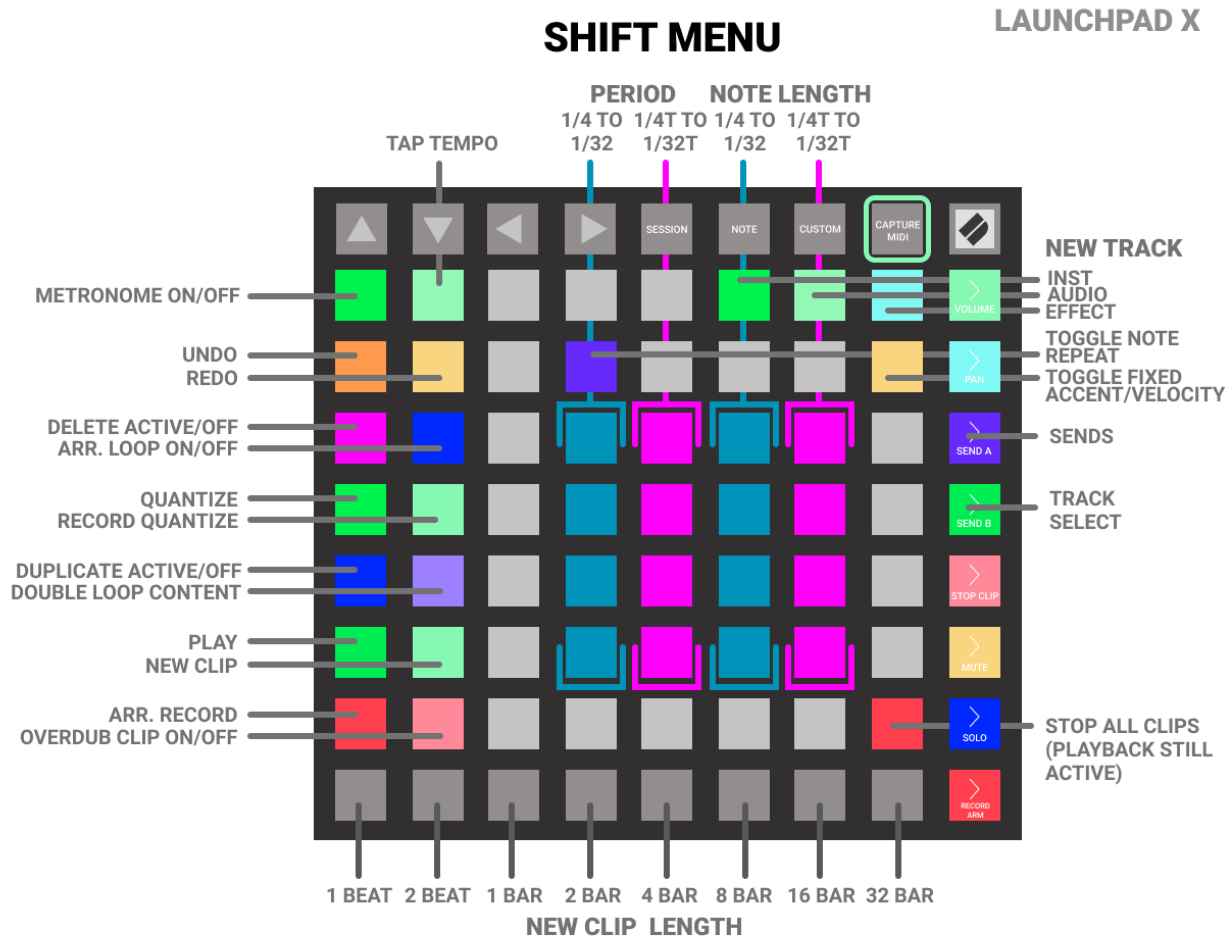 LAUNCHPAD X
SHIFT MENU
PERIOD
NOTE LENGTH
1/4 TO
1/32
1/4T TO
1/32T
1/4 TO
1/32
1/4T TO
1/32T
TAP TEMPO
SESSION
NOTE
CUSTOM
CAPTURE
MIDI
NEW TRACK
INST
AUDIO
EFFECT
METRONOME ON/OFF
VOLUME
UNDO
REDO
TOGGLE NOTE
REPEAT
TOGGLE FIXED
ACCENT/VELOCITY
PAN
DELETE ACTIVE/OFF
ARR. LOOP ON/OFF
SEND A
SENDS
QUANTIZE
RECORD QUANTIZE
SEND B
TRACK
SELECT
DUPLICATE ACTIVE/OFF
DOUBLE LOOP CONTENT
STOP CLIP
PLAY
NEW CLIP
MUTE
ARR. RECORD
OVERDUB CLIP ON/OFF
SOLO
STOP ALL CLIPS
(PLAYBACK STILL
ACTIVE)
RECORD
ARM
1 BEAT
2 BEAT
1 BAR
2 BAR
4 BAR
8 BAR
16 BAR
32 BAR
NEW CLIP LENGTH